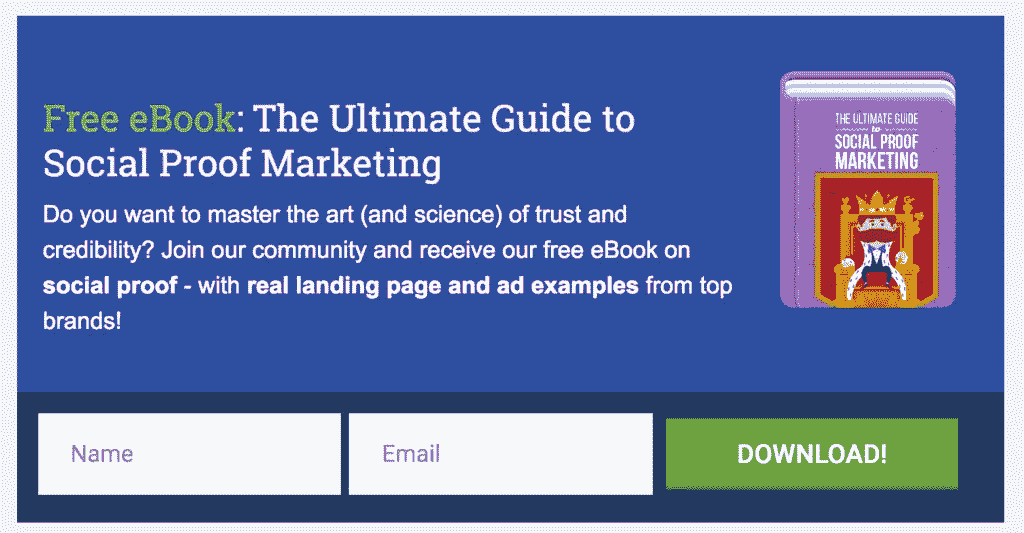 Free eBook: The Ultimate Guide to
Social Proof Marketing
Do you want to master the art (and science) of trust and
credibility? Join our community and receive our free eBook on
social proof - with real landing page and ad examples from top
brands!
THE ULTIMATE GUIDE
to
SOCIAL PROOF
MARKETING
Name
Email
DOWNLOAD!